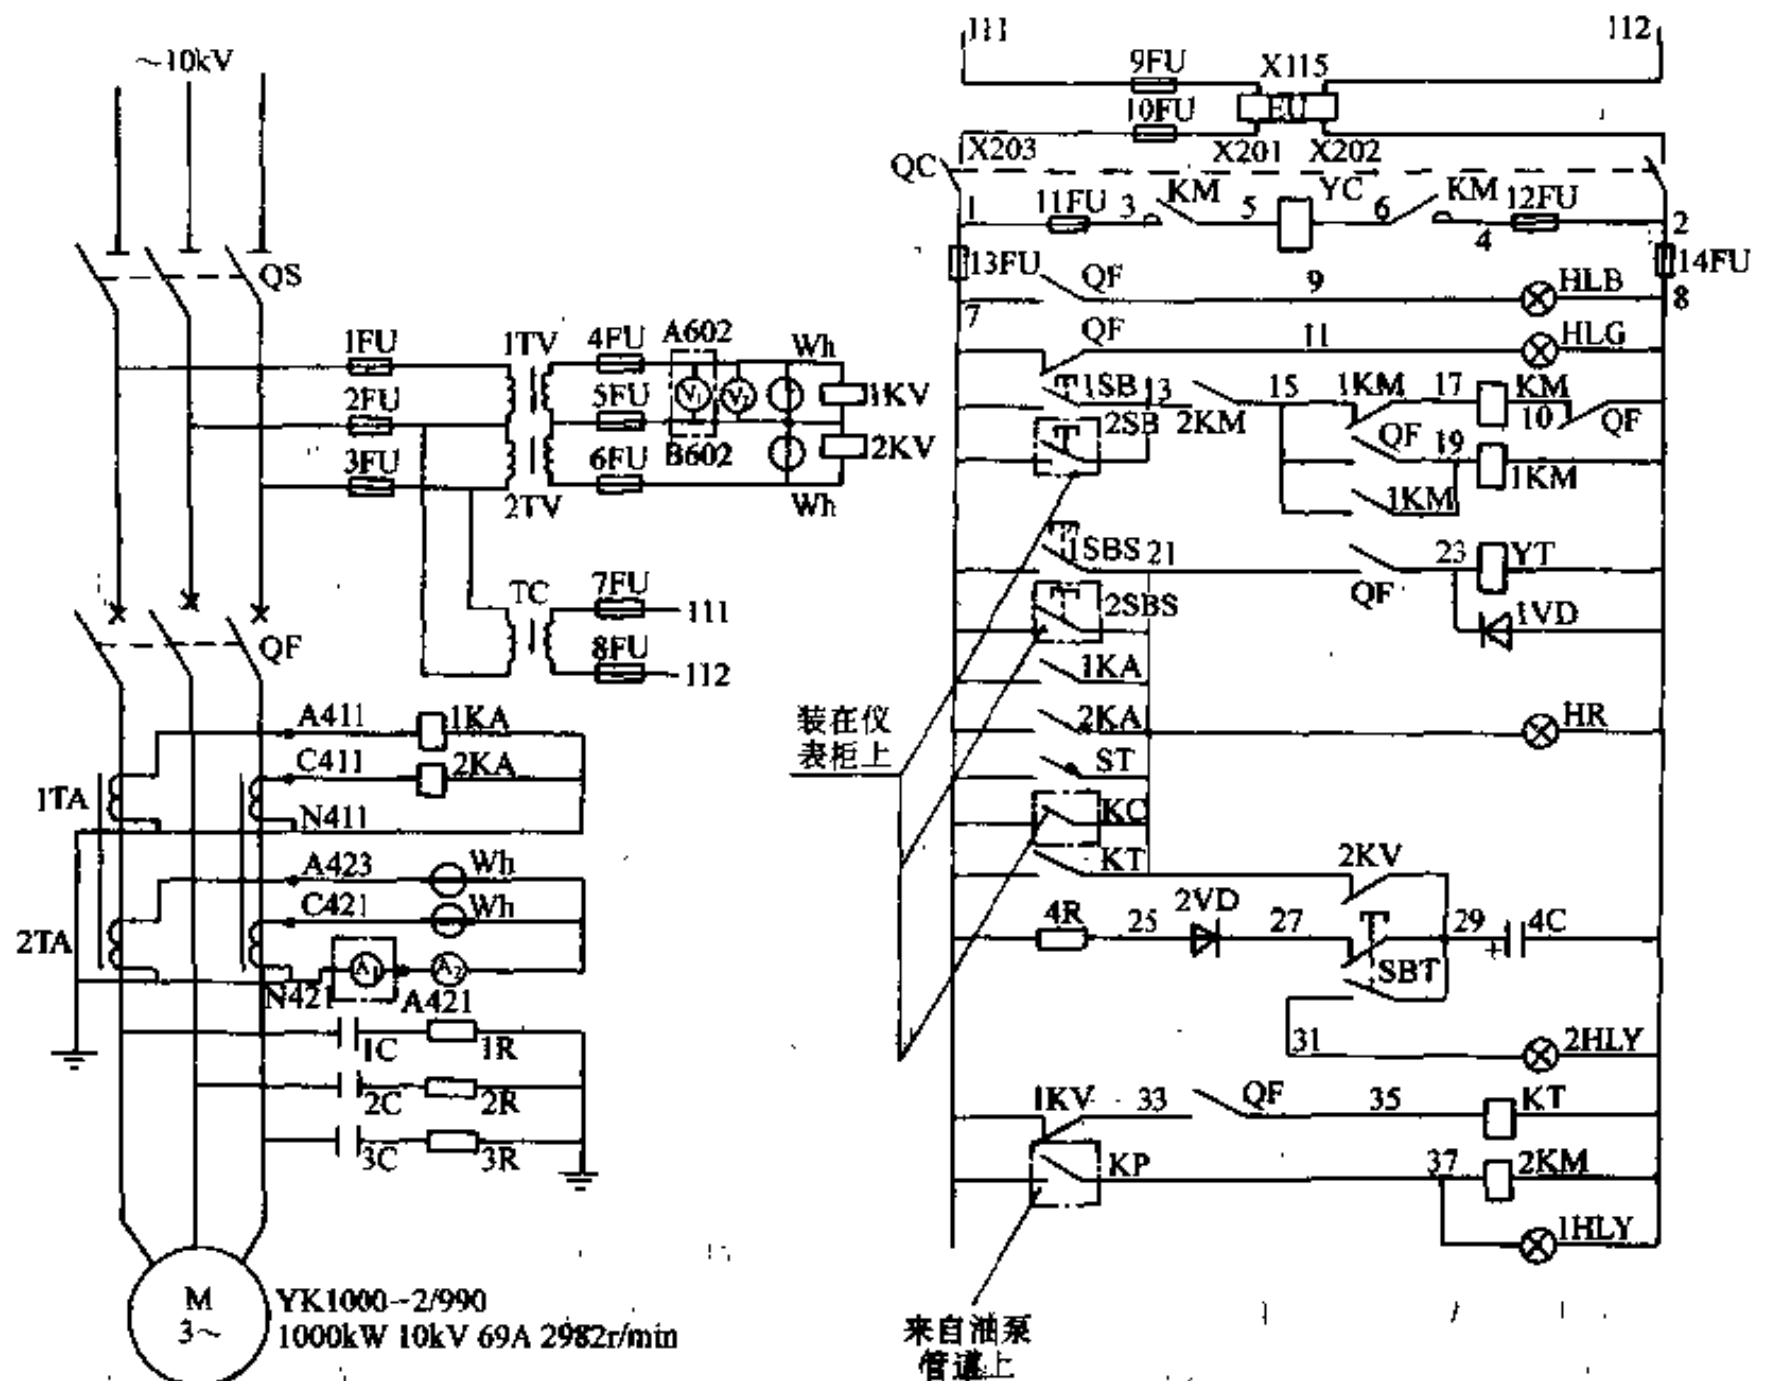 ~10kV
QS
1FU
1TV
4FU
A602
Wh
2FU
5FU
1KV
3FU
6FU
B602
2KV
2TV
Wh
TC
7FU
111
8FU
112
QF
A411
1KA
C411
2KA
1TA
N411
A423
Wh
C421
Wh
2TA
A1
A2
N421
A421
1C
1R
2C
2R
3C
3R
M
3~
YK1000-2/990
1000kW 10kV 69A 2982r/min
111
112
9FU
X115
10FU
X203
X201
X202
QC
1
11FU
3
KM
5
YC
6
KM
4
12FU
2
13FU
14FU
QF
9
HLB
7
8
QF
11
HLG
1SB
13
2KM
15
1KM
17
KM
10
QF
2SB
QF
19
1KM
1KM
1SBS
21
QF
23
YT
2SBS
1VD
1KA
2KA
HR
装在仪
表柜上
ST
KC
KT
2KV
4R
25
2VD
27
29
4C
+
SBT
31
2HLY
1KV
33
QF
35
KT
KP
37
2KM
1HLY
来自油泵
管道上